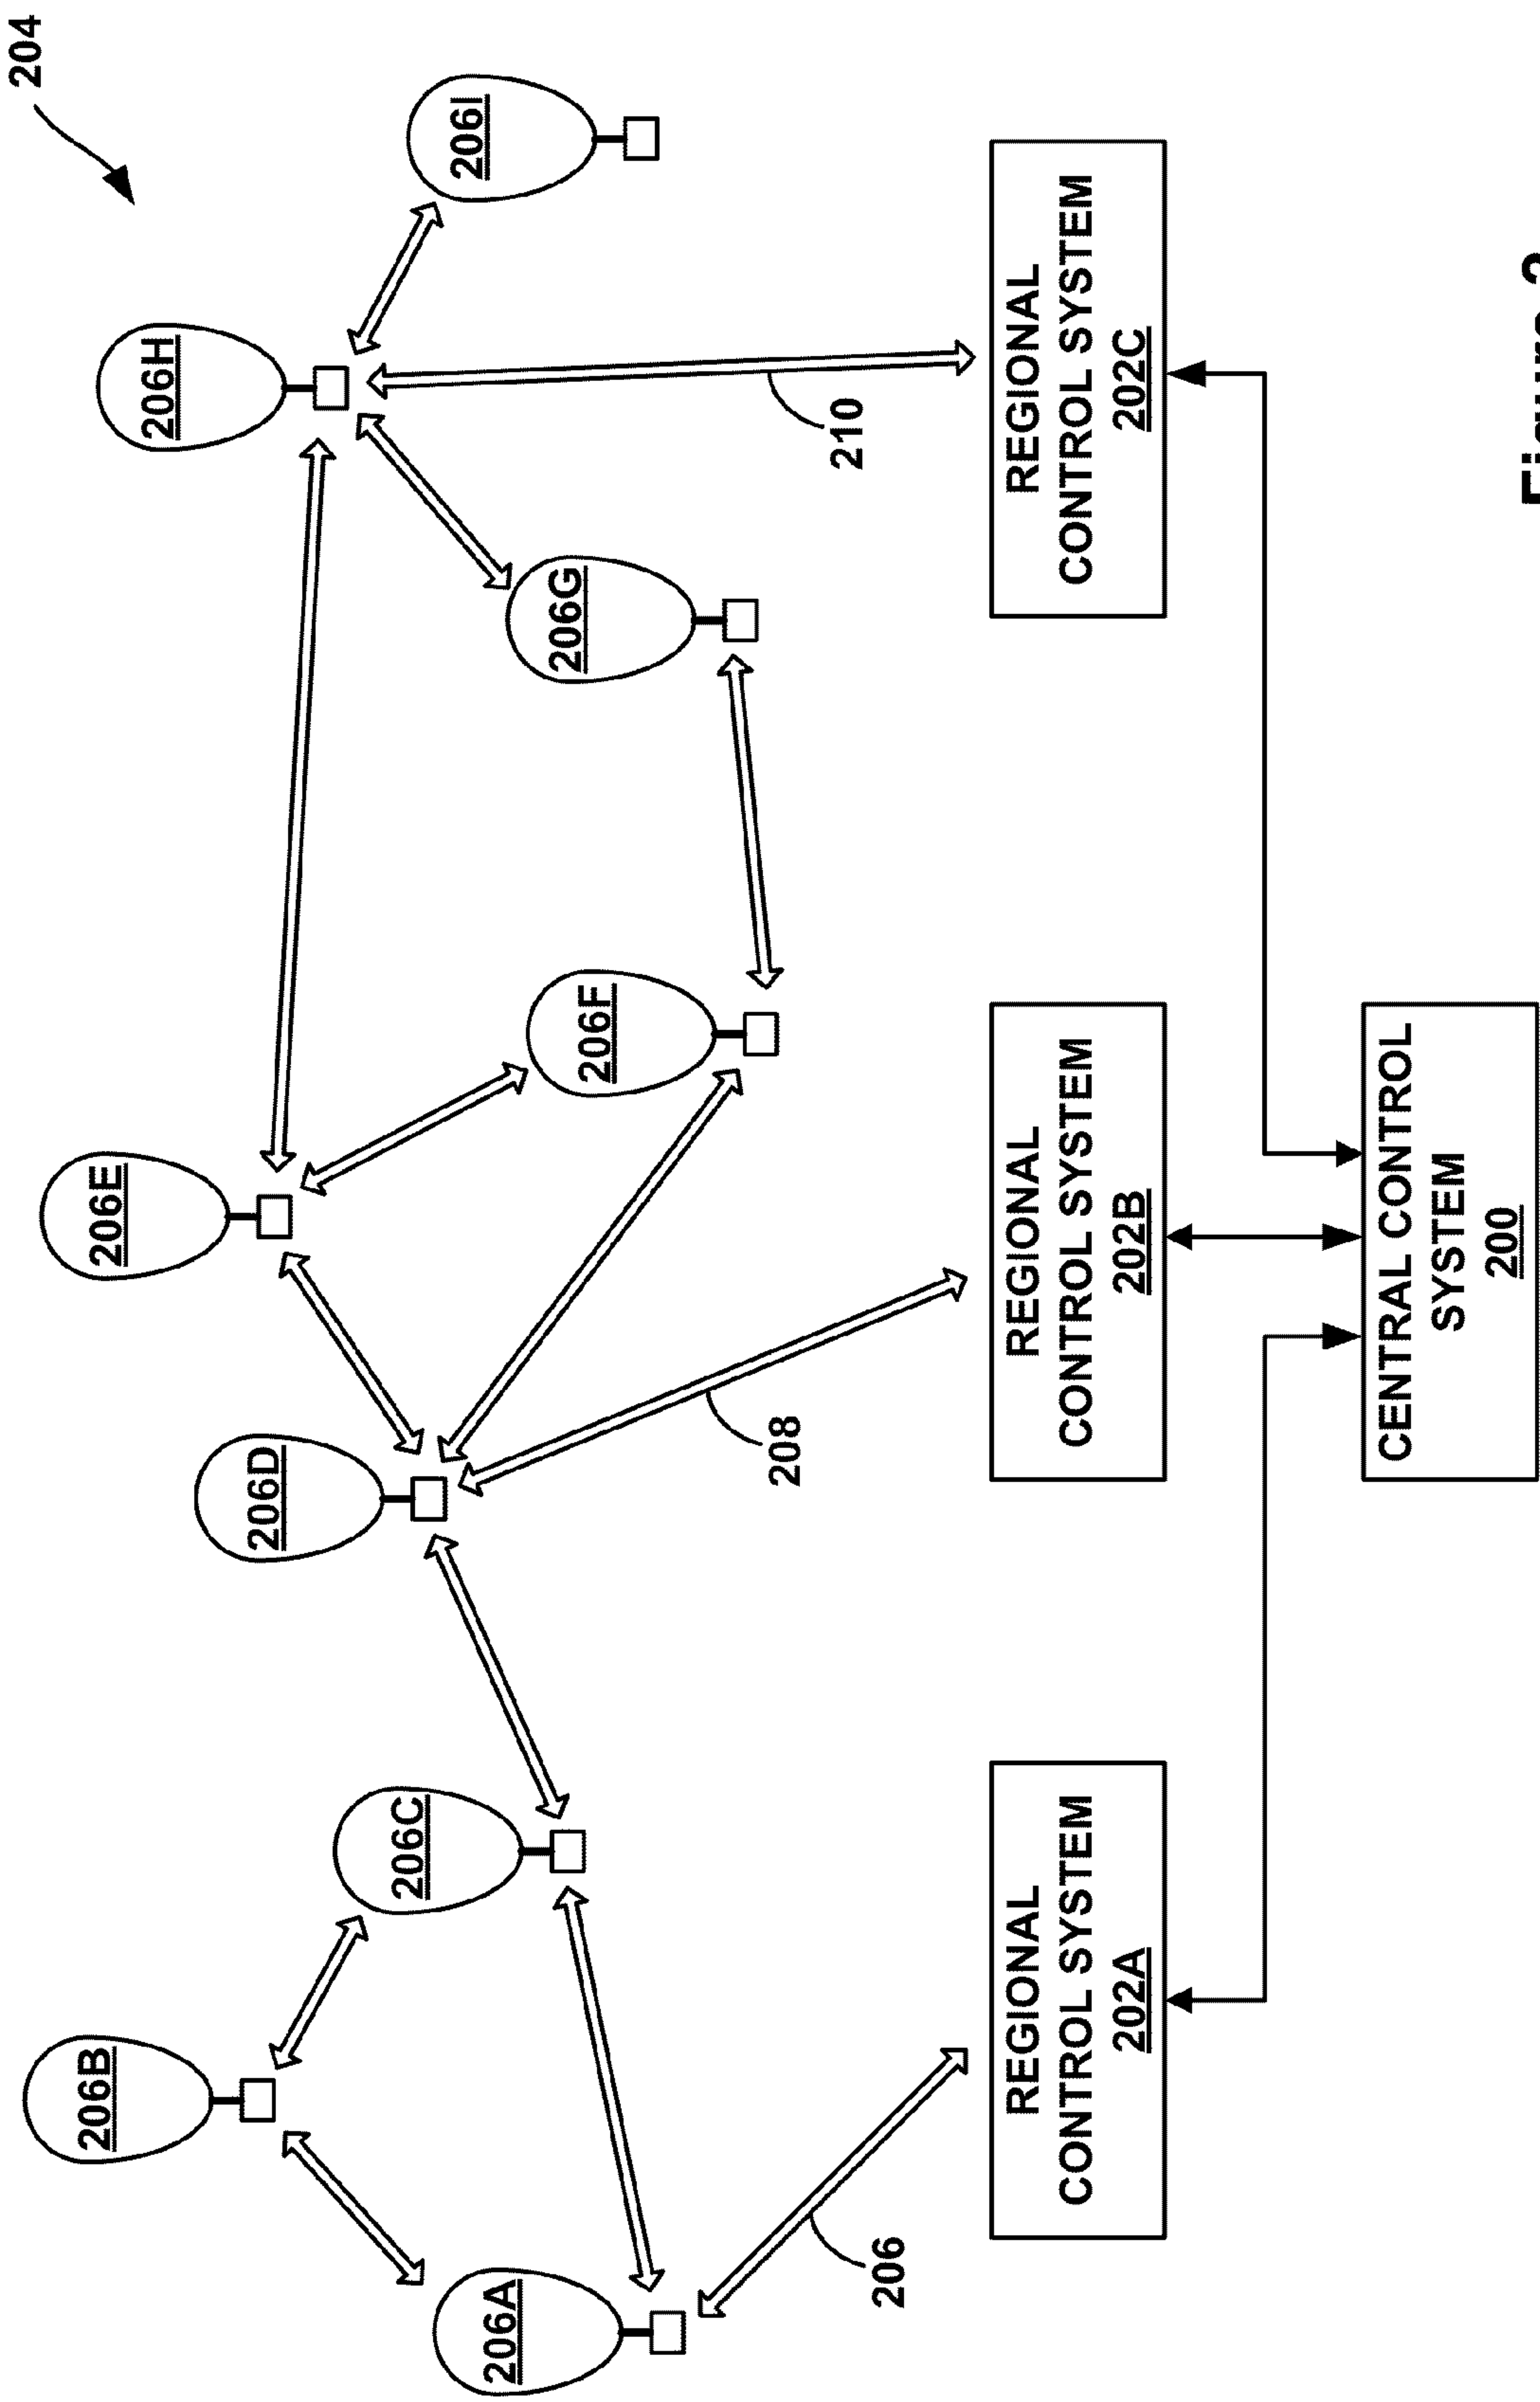 204
206B
206E
206H
206D
206C
206I
206A
206F
206G
206
208
210
REGIONAL
CONTROL SYSTEM
202A
REGIONAL
CONTROL SYSTEM
202B
REGIONAL
CONTROL SYSTEM
202C
CENTRAL CONTROL
SYSTEM
200